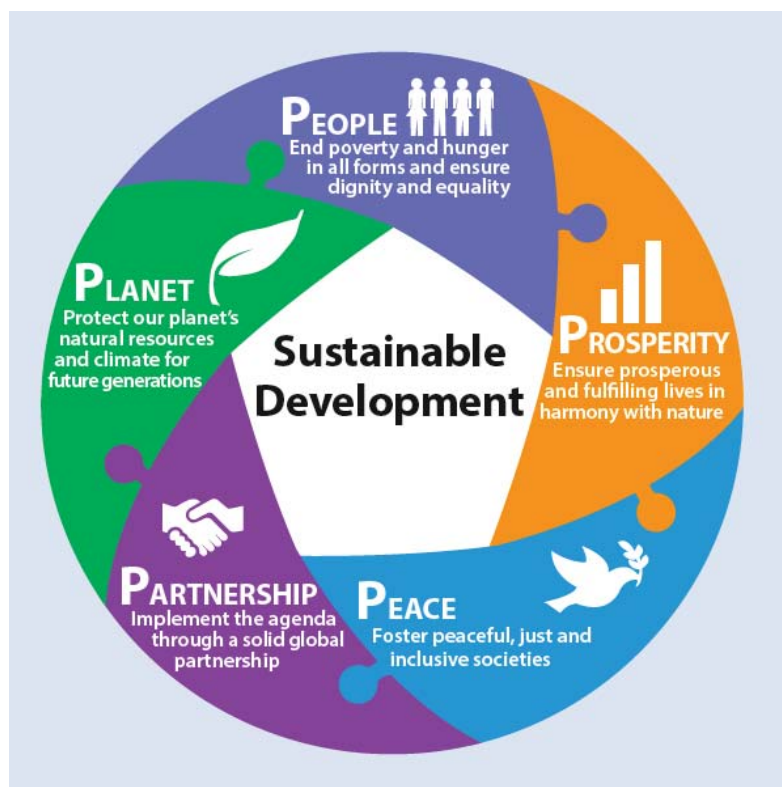 PEOPLE
End poverty and hunger
in all forms and ensure
dignity and equality
PROSPERITY
Ensure prosperous
and fulfilling lives in
harmony with nature
PEACE
Foster peaceful, just and
inclusive societies
PARTNERSHIP
Implement the agenda
through a solid global
partnership
PLANET
Protect our planet's
natural resources
and climate for
future generations
Sustainable
Development